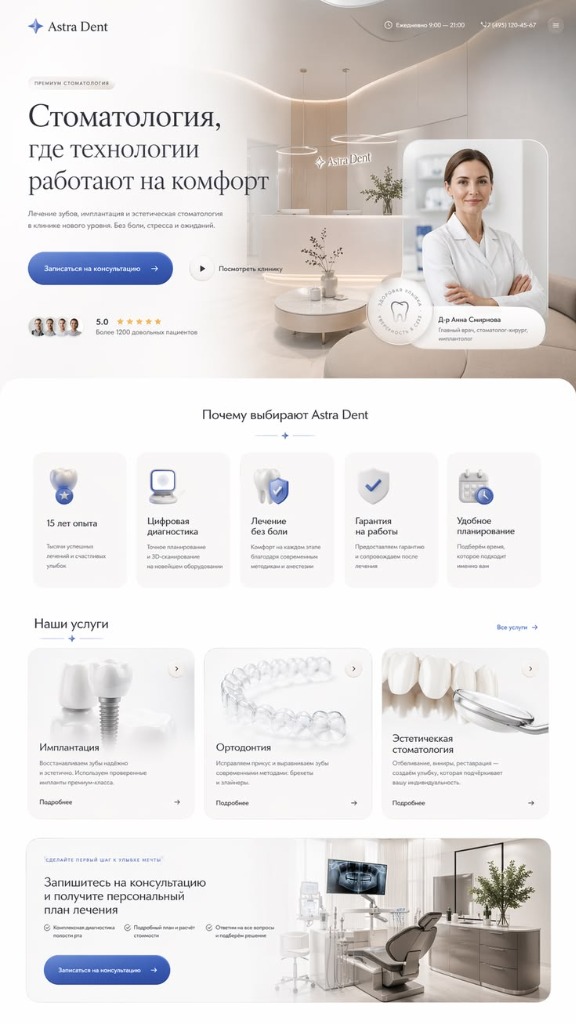 Astra Dent
Ежедневно 9:00 — 21:00
7 (495) 120-45-67
ПРЕМИУМ СТОМАТОЛОГИЯ
Стоматология,
где технологии
работают на комфорт
Astra Dent
Лечение зубов, имплантация и эстетическая стоматология
в клинике нового уровня. Без боли, стресса и ожиданий.
Записаться на консультацию
Посмотреть клинику
5.0
Более 1200 довольных пациентов
ЗДОРОВАЯ УЛЫБКА
Д-р Анна Смирнова
Главный врач, стоматолог-хирург,
имплантолог
Почему выбирают Astra Dent
15 лет опыта
Тысячи успешных
лечений и счастливых
улыбок
Цифровая
диагностика
Точное планирование
и 3D-сканирование
на новейшем оборудовании
Лечение
без боли
Комфорт на каждом этапе
благодаря современным
методикам и анестезии
Гарантия
на работы
Предоставляем гарантию
и сопровождаем после
лечения
Удобное
планирование
Подберём время,
которое подходит
именно вам
Наши услуги
Все услуги
Имплантация
Восстанавливаем зубы надёжно
и эстетично. Используем проверенные
импланты премиум-класса.
Подробнее
Ортодонтия
Исправляем прикус и выравниваем зубы
современными методами: брекеты
и элайнеры.
Подробнее
Эстетическая
стоматология
Отбеливание, виниры, реставрация —
создаём улыбку, которая подчёркивает
вашу индивидуальность.
Подробнее
СДЕЛАЙТЕ ПЕРВЫЙ ШАГ К УЛЫБКЕ МЕЧТЫ
Запишитесь на консультацию
и получите персональный
план лечения
Комплексная диагностика
полости рта
Подробный план и расчёт
стоимости
Ответим на все вопросы
и подберём решение
Записаться на консультацию